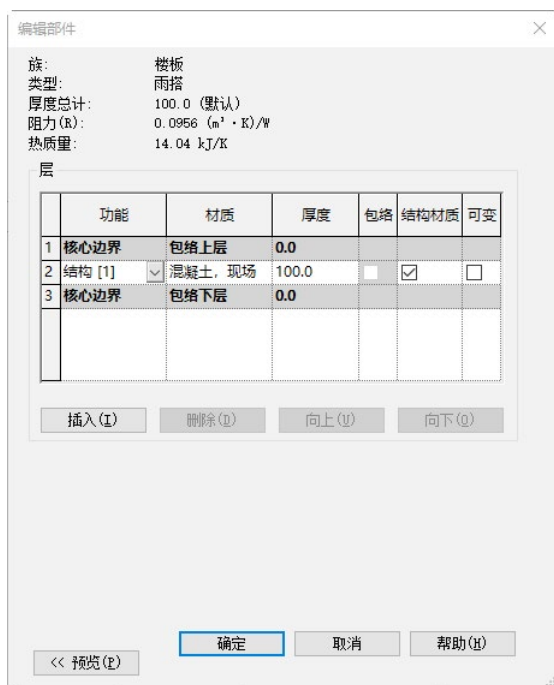 编辑部件
族: 楼板
类型: 雨搭
厚度总计: 100.0 (默认)
阻力(R): 0.0956 (m²·K)/W
热质量: 14.04 kJ/K
层
功能 材质 厚度 包络 结构材质 可变
1 核心边界 包络上层 0.0
2 结构 [1] 混凝土, 现场 100.0
3 核心边界 包络下层 0.0
插入(I) 删除(D) 向上(U) 向下(O)
确定 取消 帮助(H)
<< 预览(P)